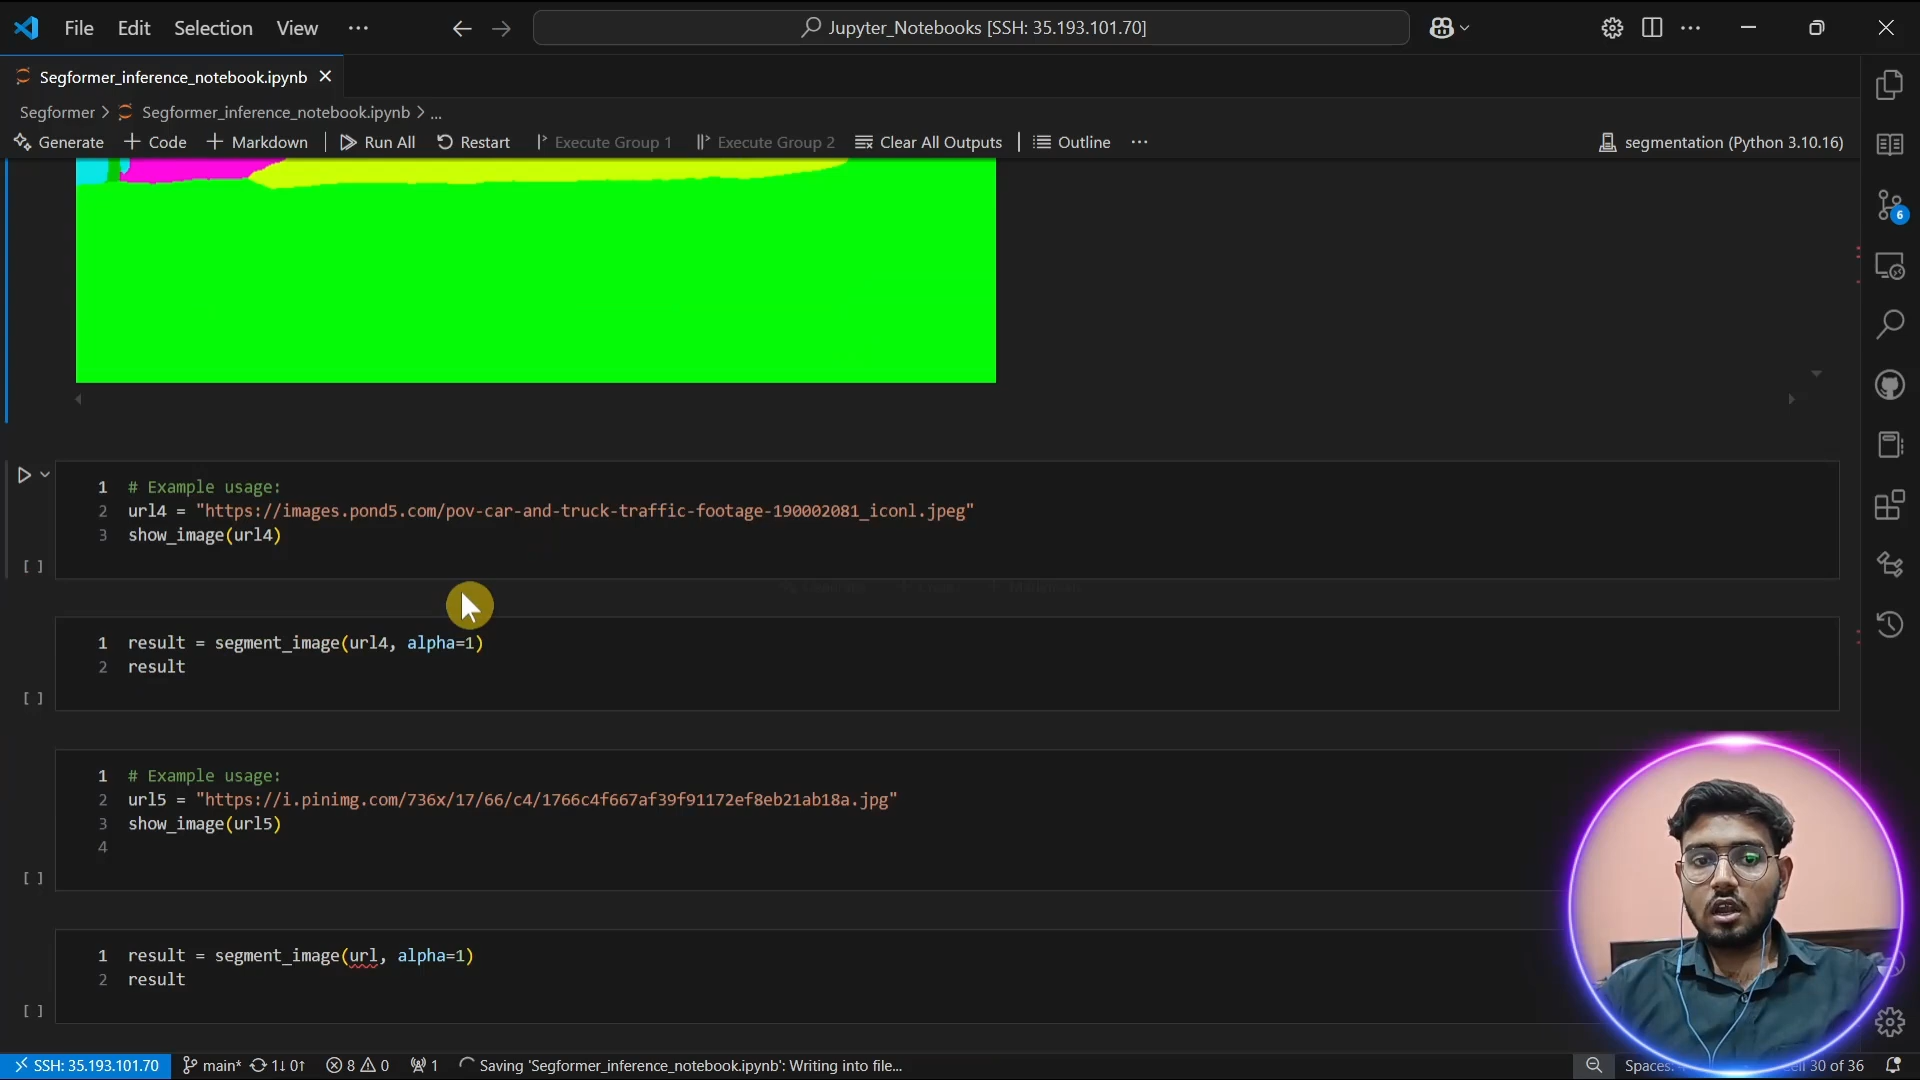 File Edit Selection View ···
Jupyter_Notebooks [SSH: 35.193.101.70]
Segformer_inference_notebook.ipynb
Segformer > Segformer_inference_notebook.ipynb > ...
Generate + Code + Markdown Run All Restart Execute Group 1 Execute Group 2 Clear All Outputs Outline ··· segmentation (Python 3.10.16)
6
1 # Example usage:
2 url4 = "https://images.pond5.com/pov-car-and-truck-traffic-footage-190002081_iconl.jpeg"
3 show_image(url4)
[ ]
1 result = segment_image(url4, alpha=1)
2 result
[ ]
1 # Example usage:
2 url5 = "https://i.pinimg.com/736x/17/66/c4/1766c4f667af39f91172ef8eb21ab18a.jpg"
3 show_image(url5)
4
[ ]
1 result = segment_image(url, alpha=1)
2 result
[ ]
SSH: 35.193.101.70 main* 1↓ 0↑ 8 0 1 Saving 'Segformer_inference_notebook.ipynb': Writing into file... Spaces: 30 of 36